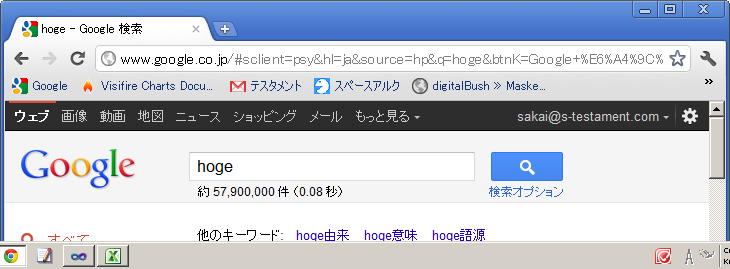 hoge - Google 検索
www.google.co.jp/#sclient=psy&hl=ja&source=hp&q=hoge&btnK=Google+%E6%A4%9C%
Google Visifire Charts Docu... テスタメント スペースアルク digitalBush » Maske... »
ウェブ 画像 動画 地図 ニュース ショッピング メール もっと見る sakai@s-testament.com
Google hoge
約 57,900,000 件 (0.08 秒) 検索オプション
すべて 他のキーワード: hoge由来 hoge意味 hoge語源